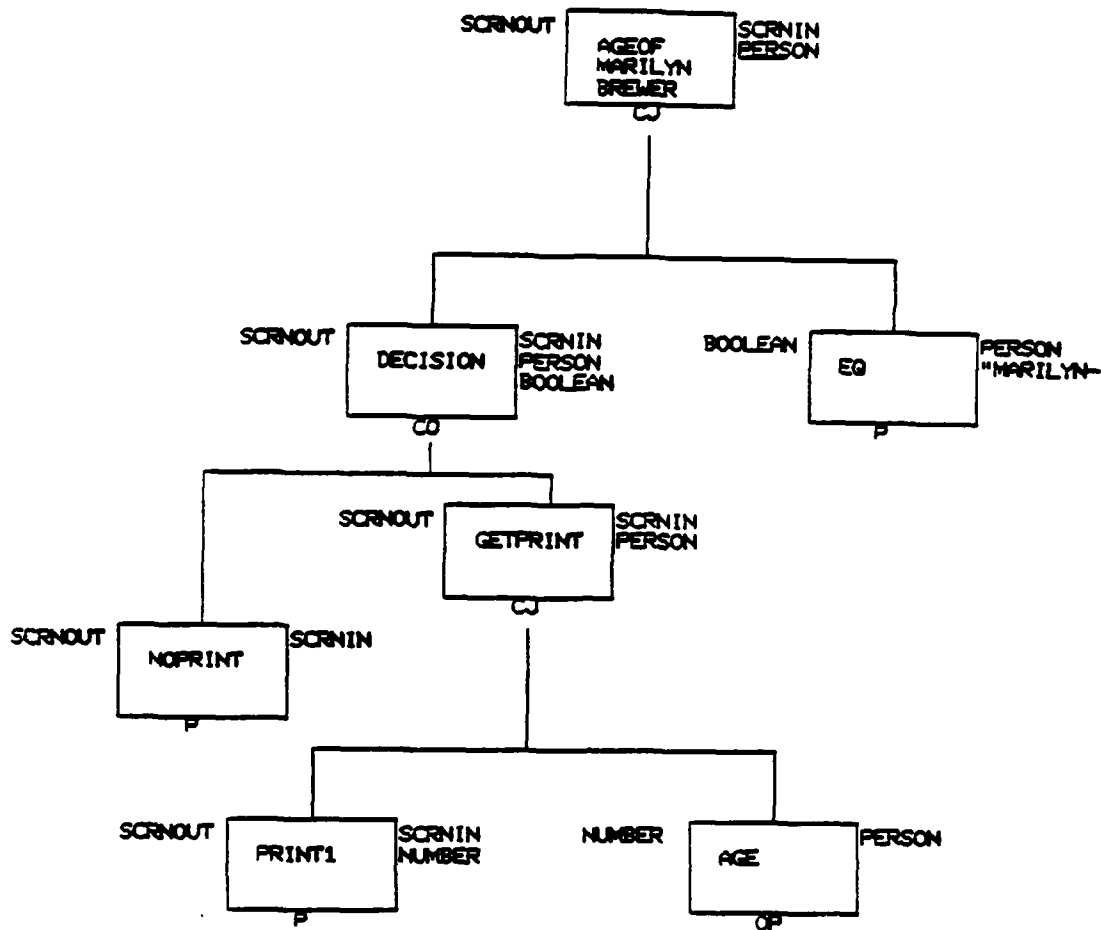 SCRNOUT
AGEOF
MARILYN
BREWER
SCRNIN
PERSON
CJ
SCRNOUT
DECISION
SCRNIN
PERSON
BOOLEAN
CO
BOOLEAN
EQ
PERSON
"MARILYN-
P
SCRNOUT
GETPRINT
SCRNIN
PERSON
CJ
SCRNOUT
NOPRINT
SCRNIN
P
SCRNOUT
PRINT1
SCRNIN
NUMBER
P
NUMBER
AGE
PERSON
OP